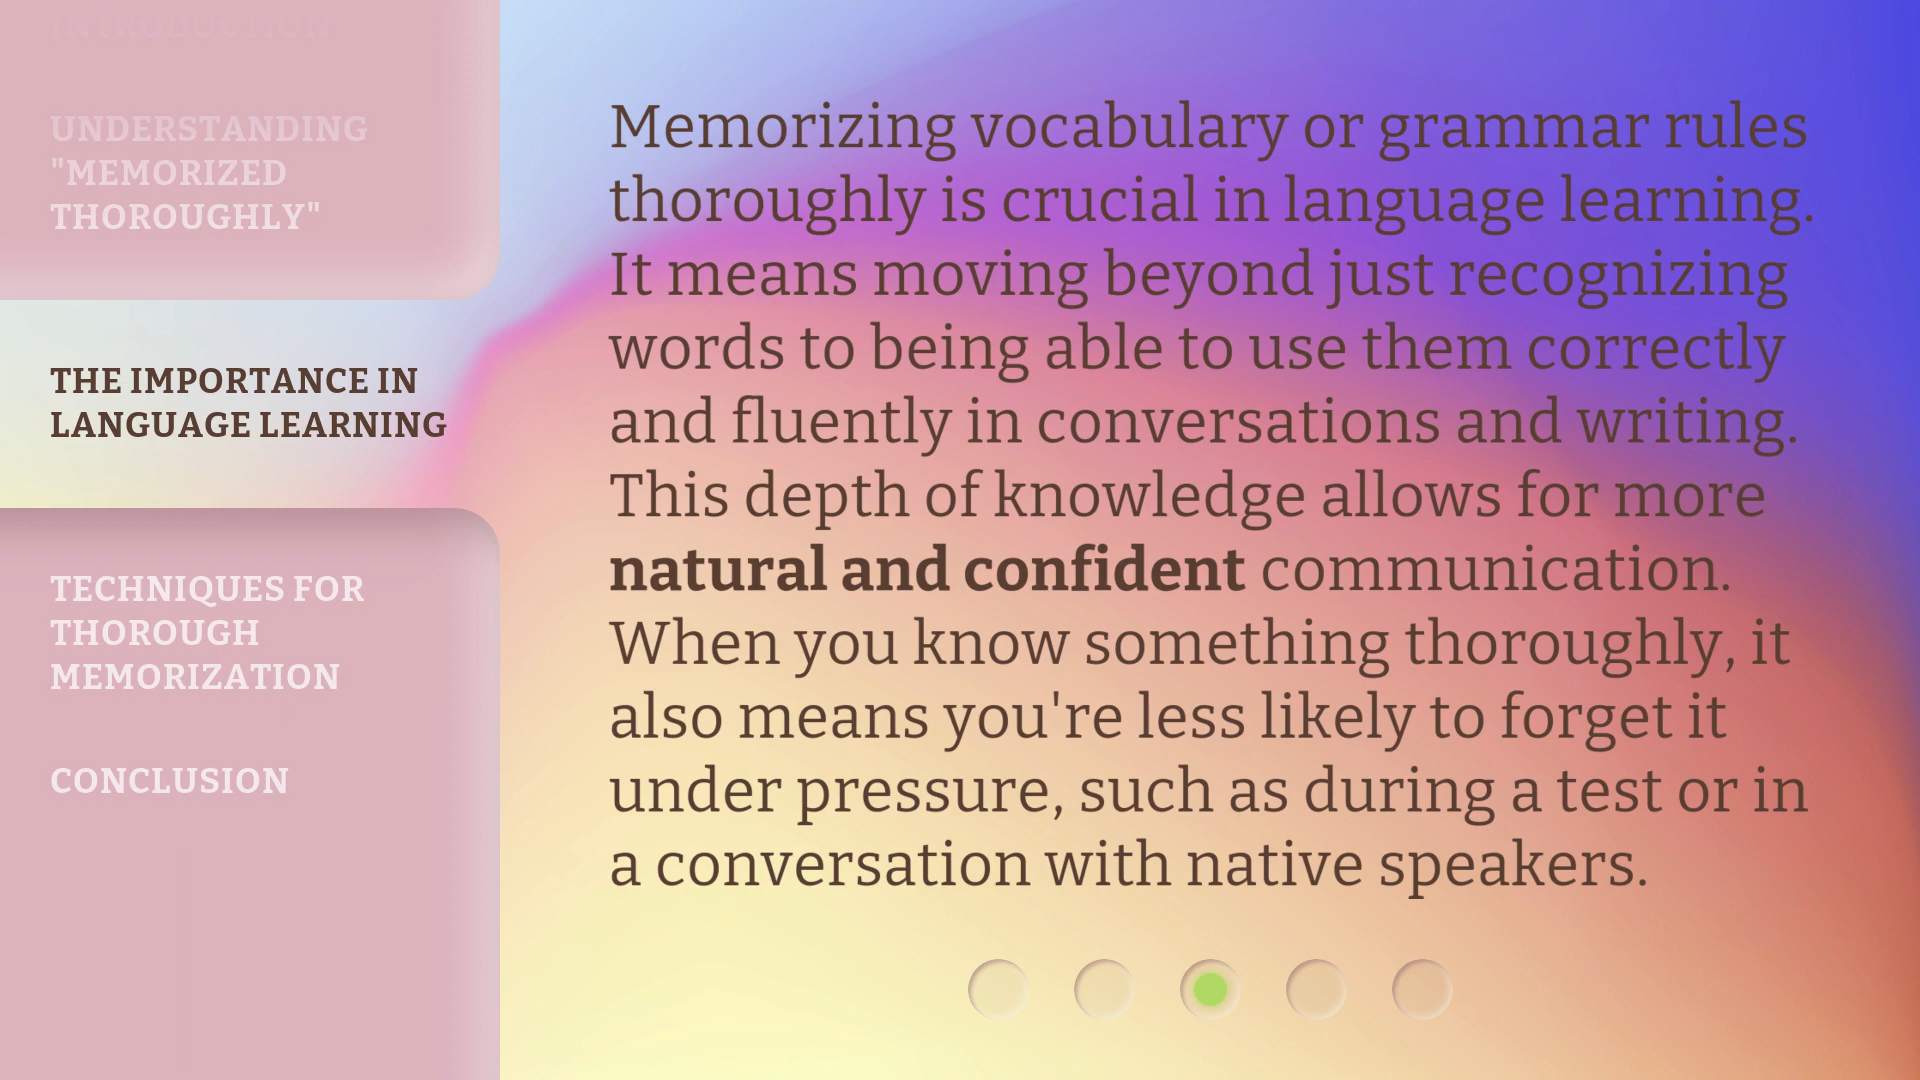 INTRODUCTION
UNDERSTANDING
"MEMORIZED
THOROUGHLY"
THE IMPORTANCE IN
LANGUAGE LEARNING
TECHNIQUES FOR
THOROUGH
MEMORIZATION
CONCLUSION
Memorizing vocabulary or grammar rules
thoroughly is crucial in language learning.
It means moving beyond just recognizing
words to being able to use them correctly
and fluently in conversations and writing.
This depth of knowledge allows for more
natural and confident communication.
When you know something thoroughly, it
also means you're less likely to forget it
under pressure, such as during a test or in
a conversation with native speakers.